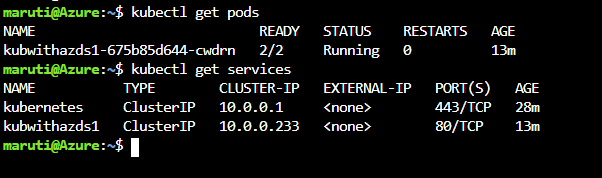 maruti@Azure:~$ kubectl get pods
NAME READY STATUS RESTARTS AGE
kubwithazds1-675b85d644-cwdrn 2/2 Running 0 13m
maruti@Azure:~$ kubectl get services
NAME TYPE CLUSTER-IP EXTERNAL-IP PORT(S) AGE
kubernetes ClusterIP 10.0.0.1 <none> 443/TCP 28m
kubwithazds1 ClusterIP 10.0.0.233 <none> 80/TCP 13m
maruti@Azure:~$